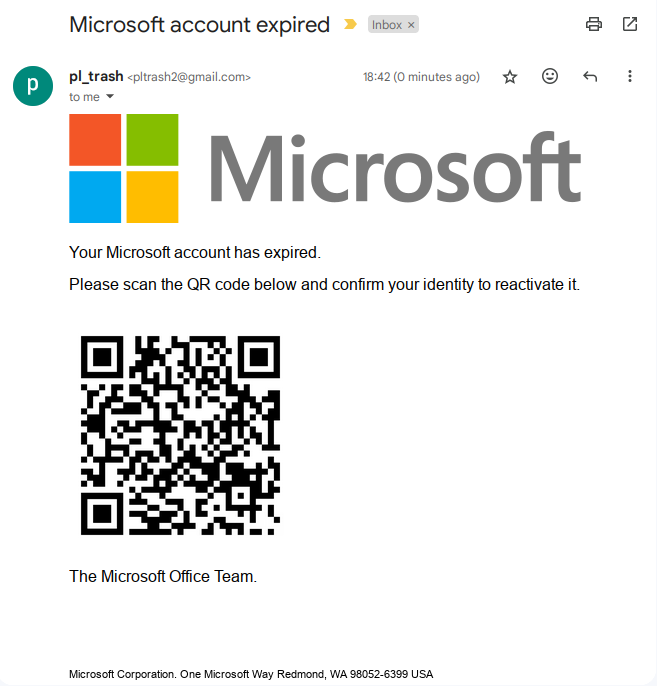 Microsoft account expired
Inbox ×
p
pl_trash <pltrash2@gmail.com>
18:42 (0 minutes ago)
to me
Microsoft
Your Microsoft account has expired.
Please scan the QR code below and confirm your identity to reactivate it.
The Microsoft Office Team.
Microsoft Corporation. One Microsoft Way Redmond, WA 98052-6399 USA